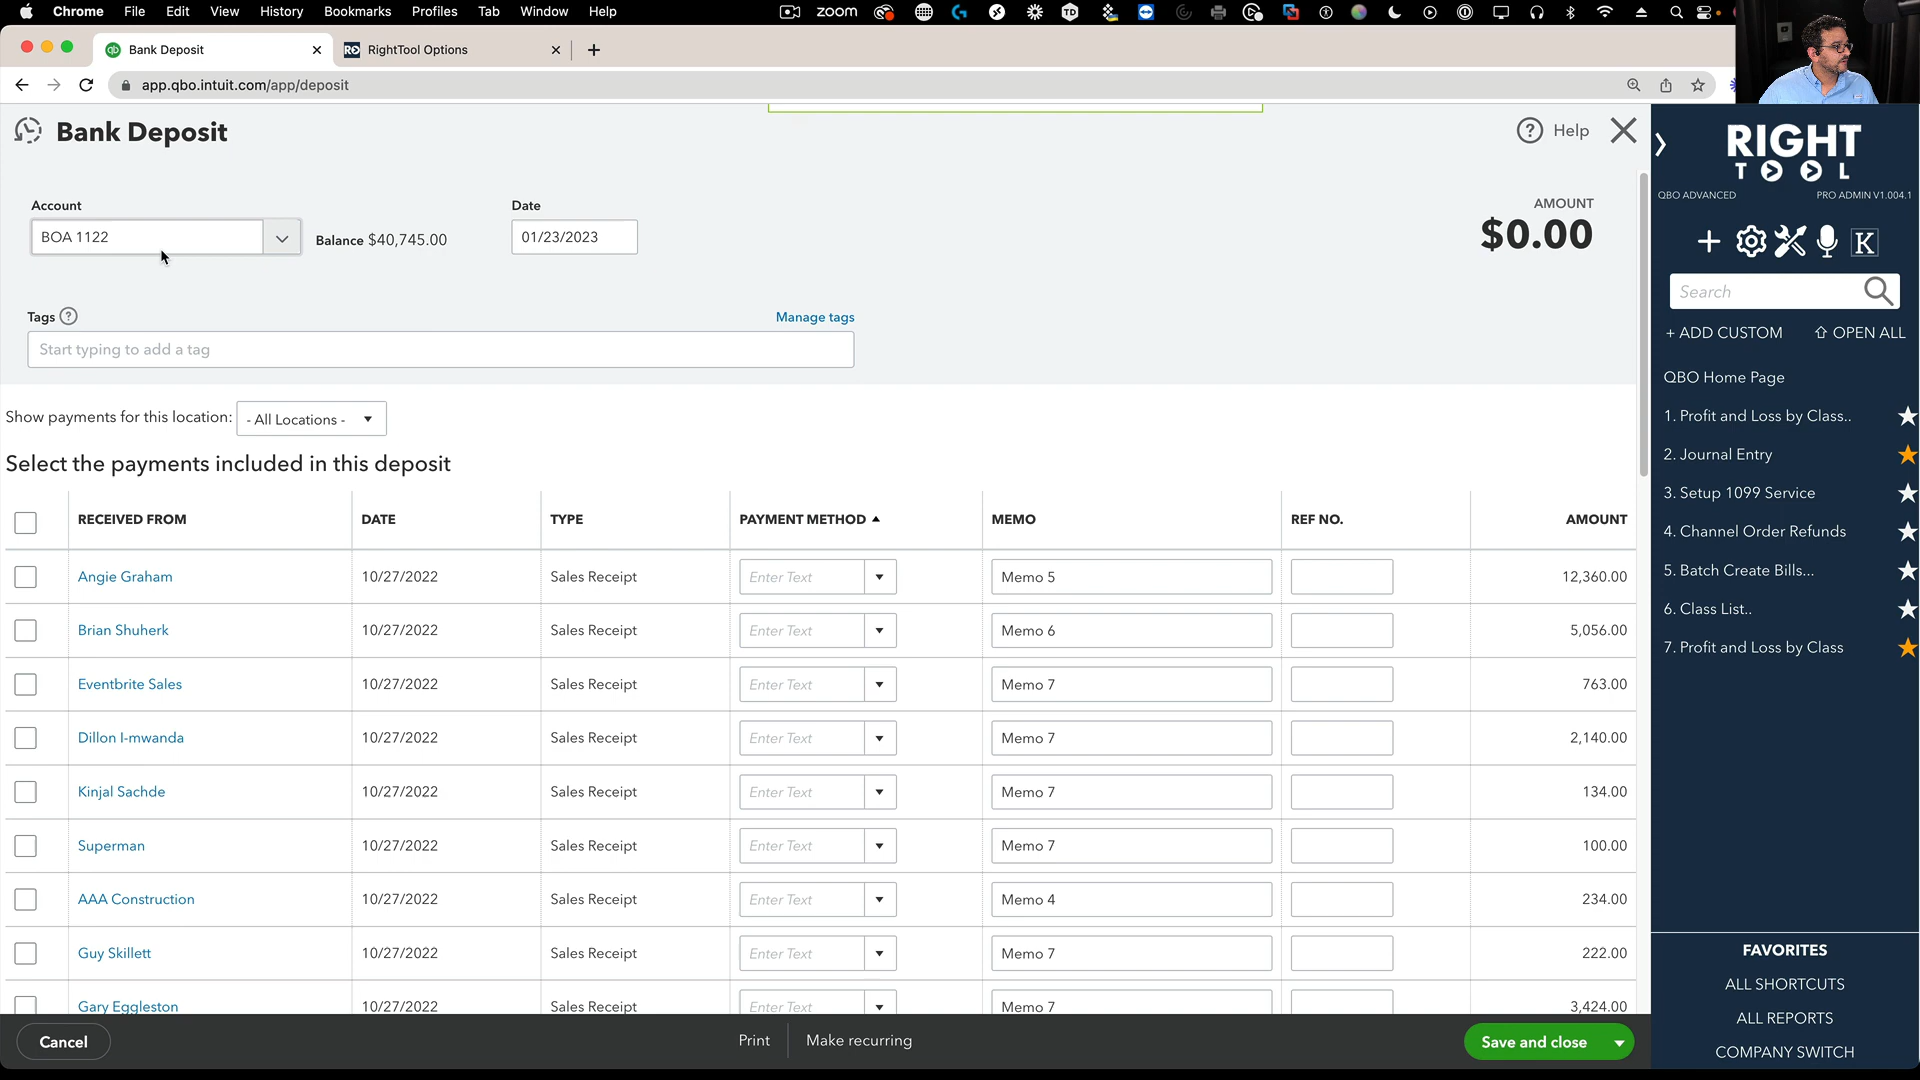 Chrome File Edit View History Bookmarks Profiles Tab Window Help zoom TD
qb Bank Deposit
RightTool Options
app.qbo.intuit.com/app/deposit
Bank Deposit
Help
Account
BOA 1122
Balance $40,745.00
Date
01/23/2023
AMOUNT
$0.00
Tags ?
Manage tags
Start typing to add a tag
Show payments for this location: - All Locations -
Select the payments included in this deposit
RECEIVED FROM DATE TYPE PAYMENT METHOD MEMO REF NO. AMOUNT
Angie Graham 10/27/2022 Sales Receipt Enter Text Memo 5 12,360.00
Brian Shuherk 10/27/2022 Sales Receipt Enter Text Memo 6 5,056.00
Eventbrite Sales 10/27/2022 Sales Receipt Enter Text Memo 7 763.00
Dillon I-mwanda 10/27/2022 Sales Receipt Enter Text Memo 7 2,140.00
Kinjal Sachde 10/27/2022 Sales Receipt Enter Text Memo 7 134.00
Superman 10/27/2022 Sales Receipt Enter Text Memo 7 100.00
AAA Construction 10/27/2022 Sales Receipt Enter Text Memo 4 234.00
Guy Skillett 10/27/2022 Sales Receipt Enter Text Memo 7 222.00
Gary Eggleston 10/27/2022 Sales Receipt Enter Text Memo 7 3,424.00
Cancel
Print
Make recurring
Save and close
RIGHT
TOOL
QBO ADVANCED PRO ADMIN V1.004.1
K
Search
+ ADD CUSTOM
OPEN ALL
QBO Home Page
1. Profit and Loss by Class..
2. Journal Entry
3. Setup 1099 Service
4. Channel Order Refunds
5. Batch Create Bills...
6. Class List..
7. Profit and Loss by Class
FAVORITES
ALL SHORTCUTS
ALL REPORTS
COMPANY SWITCH